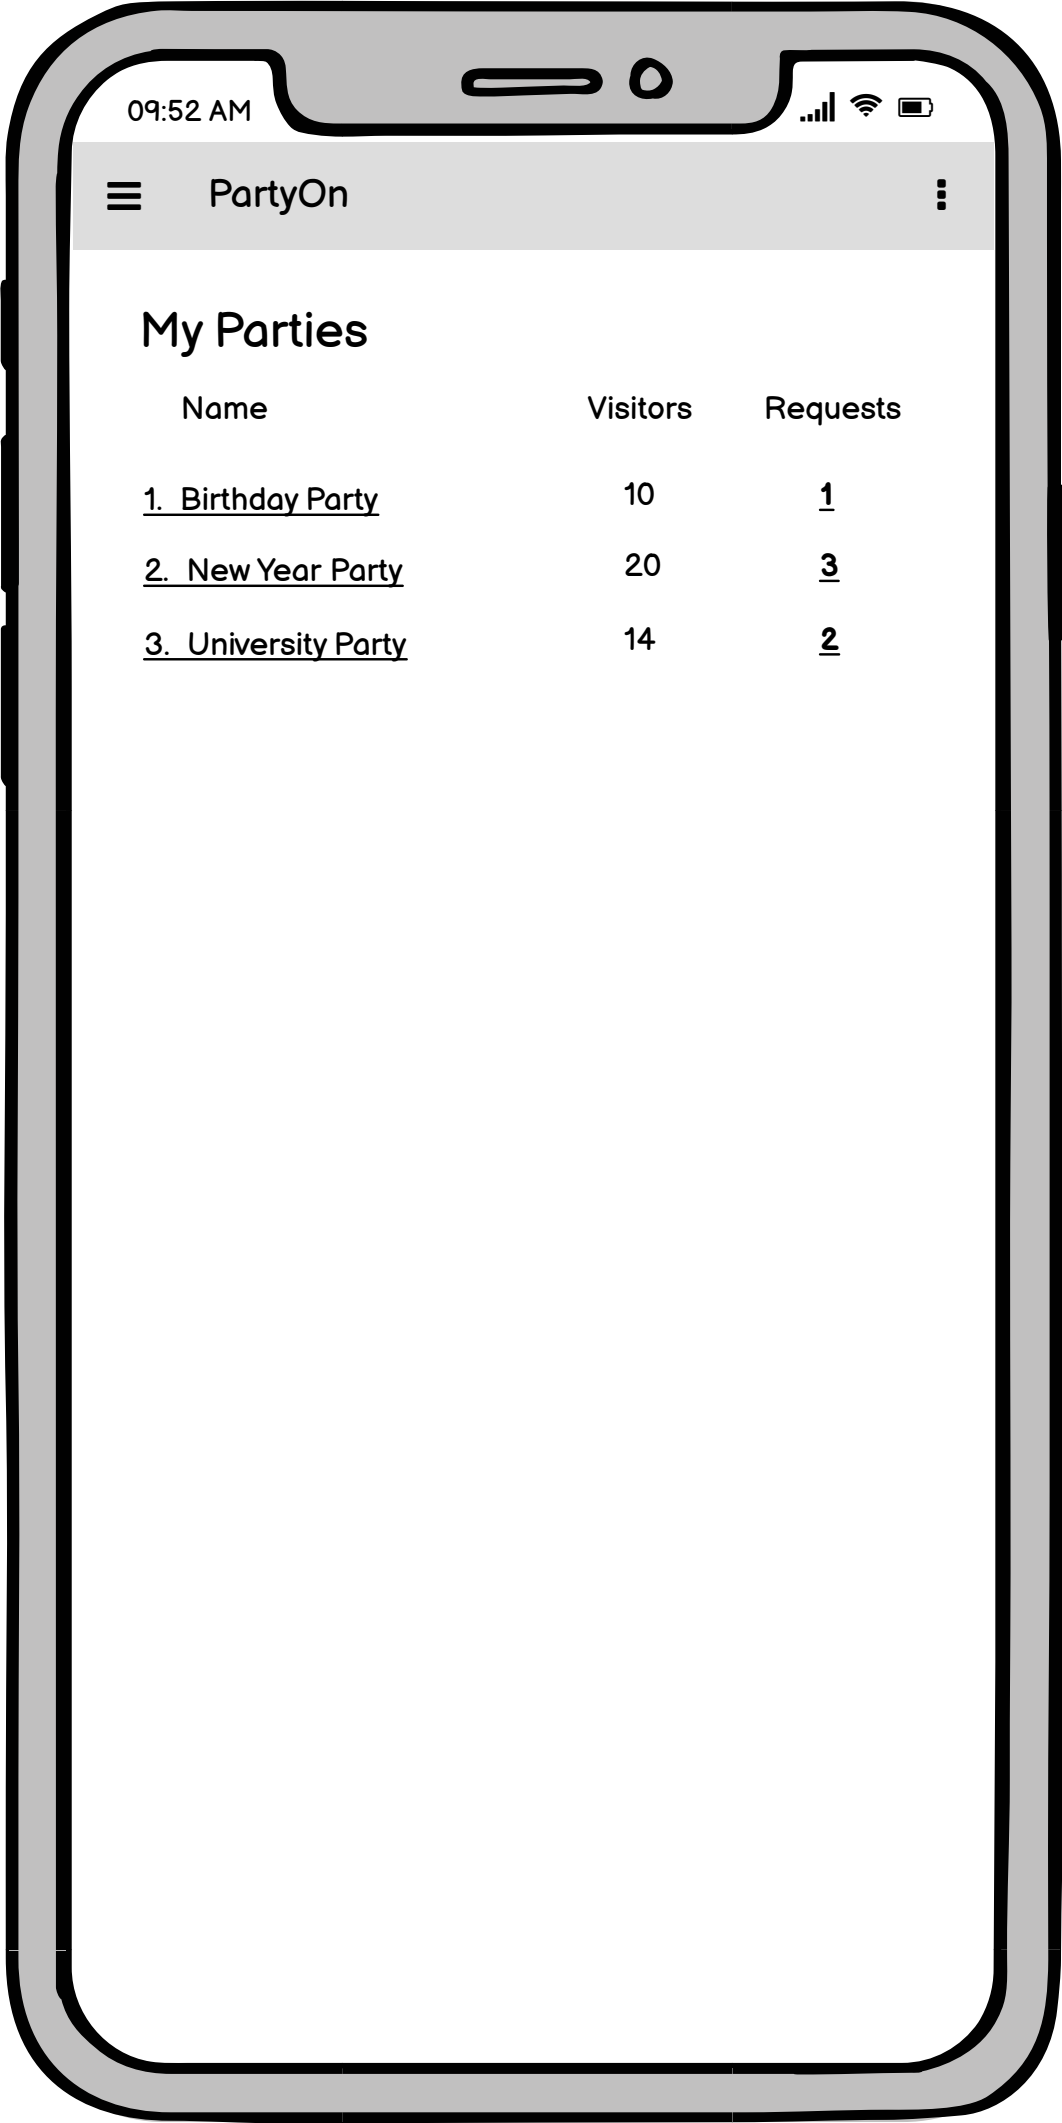 09:52 AM
PartyOn
My Parties
Name Visitors Requests
1. Birthday Party 10 1
2. New Year Party 20 3
3. University Party 14 2